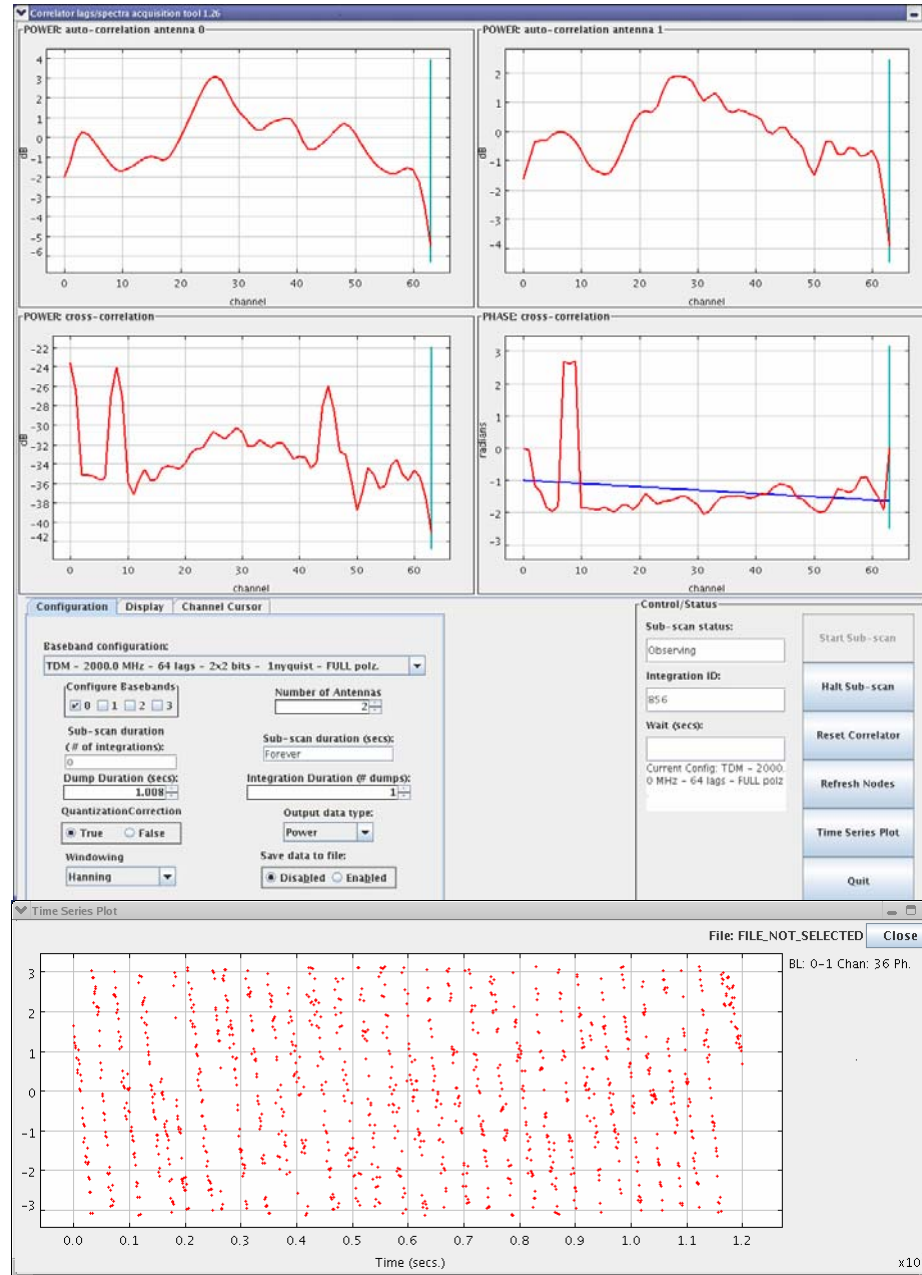 Correlator lags/spectra acquisition tool 1.26
POWER: auto-correlation antenna 0
4
3
2
1
0
-1
-2
-3
-4
-5
-6
dB
0 10 20 30 40 50 60
channel
POWER: auto-correlation antenna 1
2
1
0
-1
-2
-3
-4
dB
0 10 20 30 40 50 60
channel
POWER: cross-correlation
-22
-24
-26
-28
-30
-32
-34
-36
-38
-40
-42
dB
0 10 20 30 40 50 60
channel
PHASE: cross-correlation
3
2
1
0
-1
-2
-3
radians
0 10 20 30 40 50 60
channel
Configuration Display Channel Cursor
Baseband configuration:
TDM - 2000.0 MHz - 64 lags - 2x2 bits - 1nyquist - FULL polz.
Configure Basebands
0 1 2 3
Number of Antennas
2
Sub-scan duration
(# of integrations):
0
Sub-scan duration (secs):
Forever
Dump Duration (secs):
1.008
Integration Duration (# dumps):
1
QuantizationCorrection
True False
Output data type:
Power
Windowing
Hanning
Save data to file:
Disabled Enabled
Control/Status
Sub-scan status:
Observing
Integration ID:
856
Wait (secs):
Current Config: TDM - 2000.
0 MHz - 64 lags - FULL polz
Start Sub-scan
Halt Sub-scan
Reset Correlator
Refresh Nodes
Time Series Plot
Quit
Time Series Plot
File: FILE_NOT_SELECTED Close
BL: 0-1 Chan: 36 Ph.
3
2
1
0
-1
-2
-3
0.0 0.1 0.2 0.3 0.4 0.5 0.6 0.7 0.8 0.9 1.0 1.1 1.2
Time (secs.)
x10